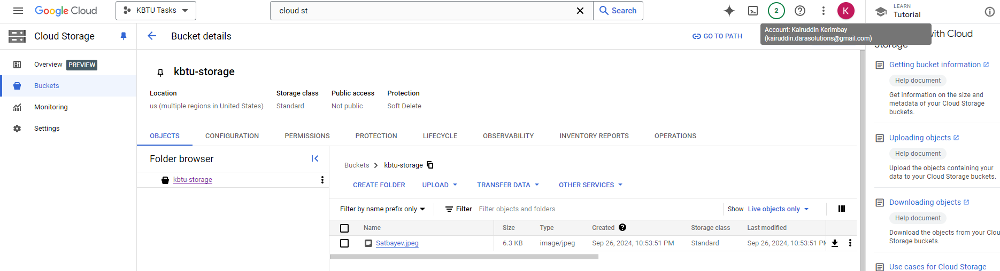 Google Cloud
KBTU Tasks
cloud st
Search
2
K
LEARN
Tutorial
Account: Kairuddin Kerimbay
(kairuddin.darasolutions@gmail.com)
Cloud Storage
Bucket details
GO TO PATH
with Cloud
Storage
Overview PREVIEW
Buckets
Monitoring
Settings
kbtu-storage
Location
us (multiple regions in United States)
Storage class
Standard
Public access
Not public
Protection
Soft Delete
OBJECTS
CONFIGURATION
PERMISSIONS
PROTECTION
LIFECYCLE
OBSERVABILITY
INVENTORY REPORTS
OPERATIONS
Folder browser
kbtu-storage
Buckets
kbtu-storage
CREATE FOLDER
UPLOAD
TRANSFER DATA
OTHER SERVICES
Filter by name prefix only
Filter
Filter objects and folders
Show Live objects only
Name Size Type Created Storage class Last modified
Satbayev.jpeg 6.3 KB image/jpeg Sep 26, 2024, 10:53:51 PM Standard Sep 26, 2024, 10:53:51 PM
Getting bucket information
Help document
Get information on the size and
metadata of your Cloud Storage
buckets.
Uploading objects
Help document
Upload the objects containing your
data to your Cloud Storage buckets.
Downloading objects
Help document
Download the objects from your Clou
Storage buckets.
Use cases for Cloud Storage